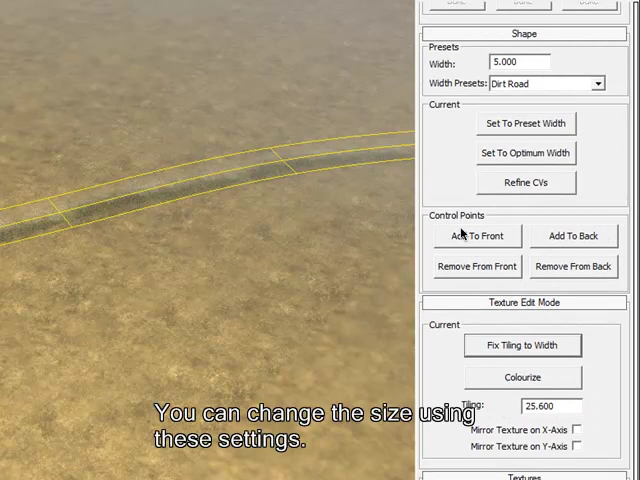 Shape
Presets
Width: 5.000
Width Presets: Dirt Road
Current
Set To Preset Width
Set To Optimum Width
Refine CVs
Control Points
Add To Front Add To Back
Remove From Front Remove From Back
Texture Edit Mode
Current
Fix Tiling to Width
Colourize
Tiling: 25.600
Mirror Texture on X-Axis
Mirror Texture on Y-Axis
Textures
You can change the size using
these settings.